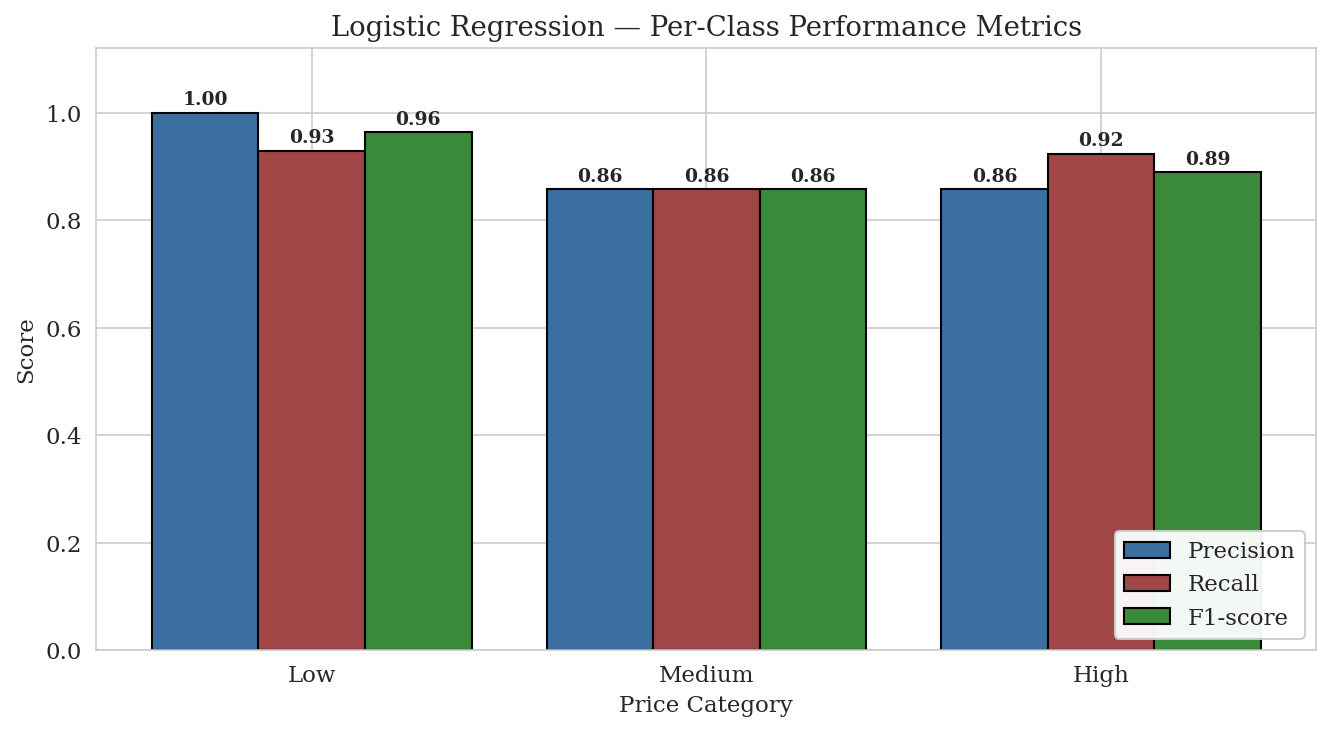 Logistic Regression — Per-Class Performance Metrics
1.00
0.93
0.96
0.86
0.86
0.86
0.86
0.92
0.89
1.0
0.8
0.6
0.4
0.2
0.0
Score
Low
Medium
High
Price Category
Precision
Recall
F1-score